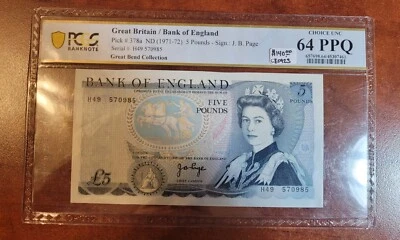 PCGS
BANKNOTE
Great Britain / Bank of England
Pick # 378a ND (1971-72) 5 Pounds - Sign : J. B. Page
Serial # H49 570985
Great Bend Collection
CHOICE UNC
64 PPQ
BANK OF ENGLAND
5
H49 570985
FIVE
POUNDS
£5
H49 570985